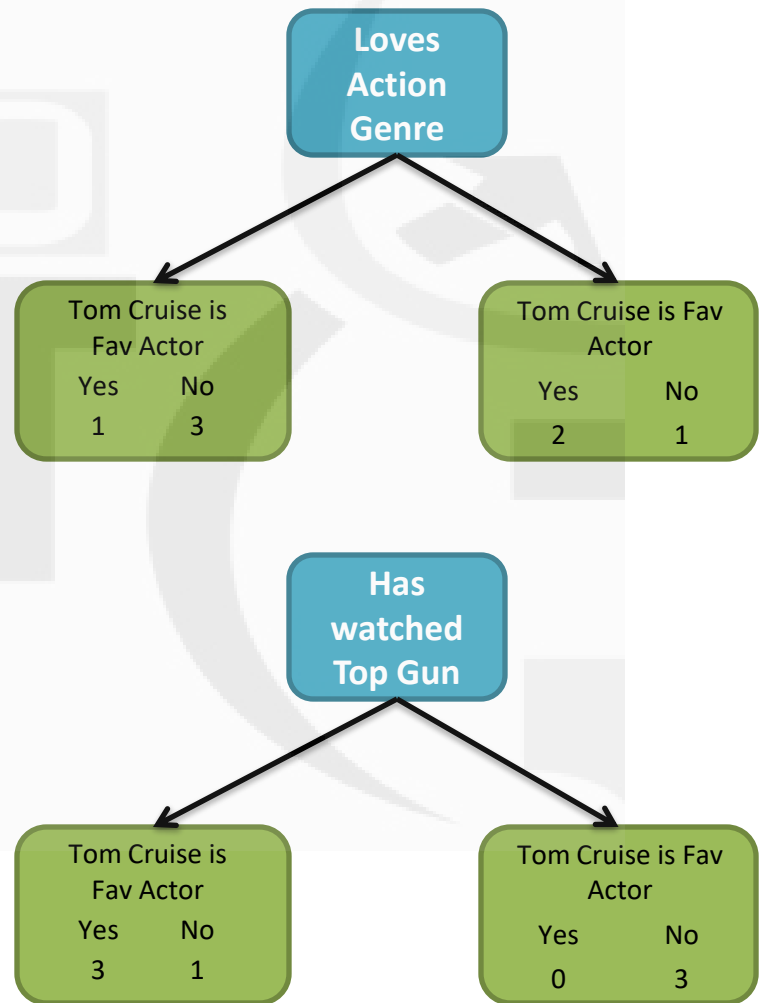 Loves
Action
Genre
Tom Cruise is
Fav Actor
Yes No
1 3
Tom Cruise is Fav
Actor
Yes No
2 1
Has
watched
Top Gun
Tom Cruise is
Fav Actor
Yes No
3 1
Tom Cruise is Fav
Actor
Yes No
0 3